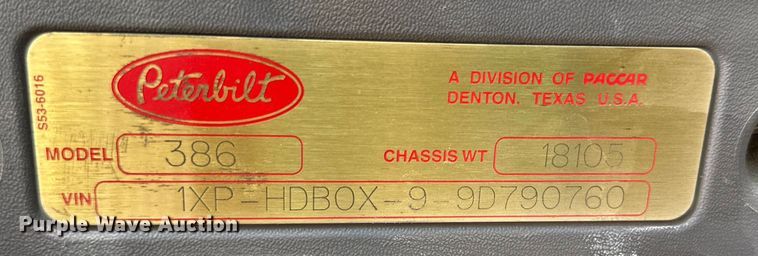 Peterbilt
A DIVISION OF PACCAR
DENTON, TEXAS U.S.A.
S53-6016
MODEL 386 CHASSIS WT 18105
VIN 1XP-HDB0X-9-9D790760
Purple Wave Auction